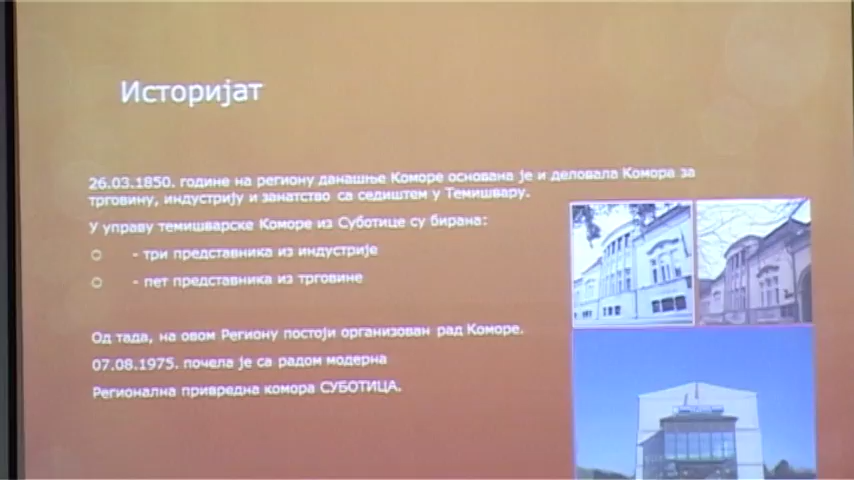 Историјат
26.03.1850. године на региону данашње Коморе основана је и деловала Комора за
трговину, индустрију и занатство са седиштем у Темишвару.
У управу темишварске Коморе из Суботице су бирана:
- три представника из индустрије
- пет представника из трговине
Од тада, на овом Региону постоји организован рад Коморе.
07.08.1975. почела је са радом модерна
Регионална привредна комора СУБОТИЦА.